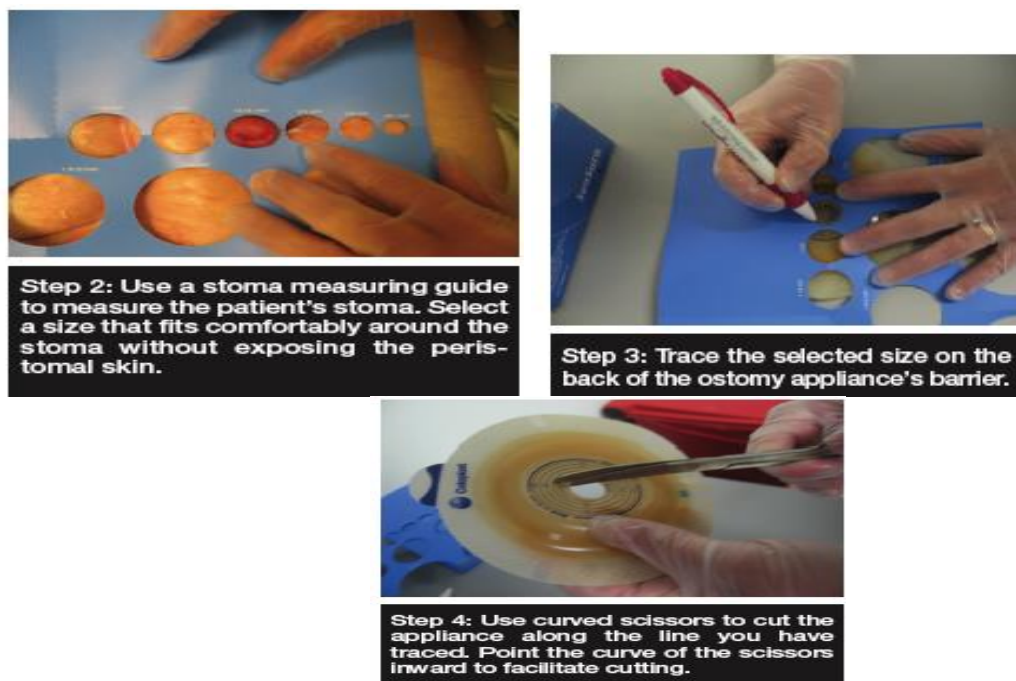 Step 2: Use a stoma measuring guide
to measure the patient's stoma. Select
a size that fits comfortably around the
stoma without exposing the peris-
tomal skin.
Step 3: Trace the selected size on the
back of the ostomy appliance's barrier.
Coloplast
Step 4: Use curved scissors to cut the
appliance along the line you have
traced. Point the curve of the scissors
inward to facilitate cutting.